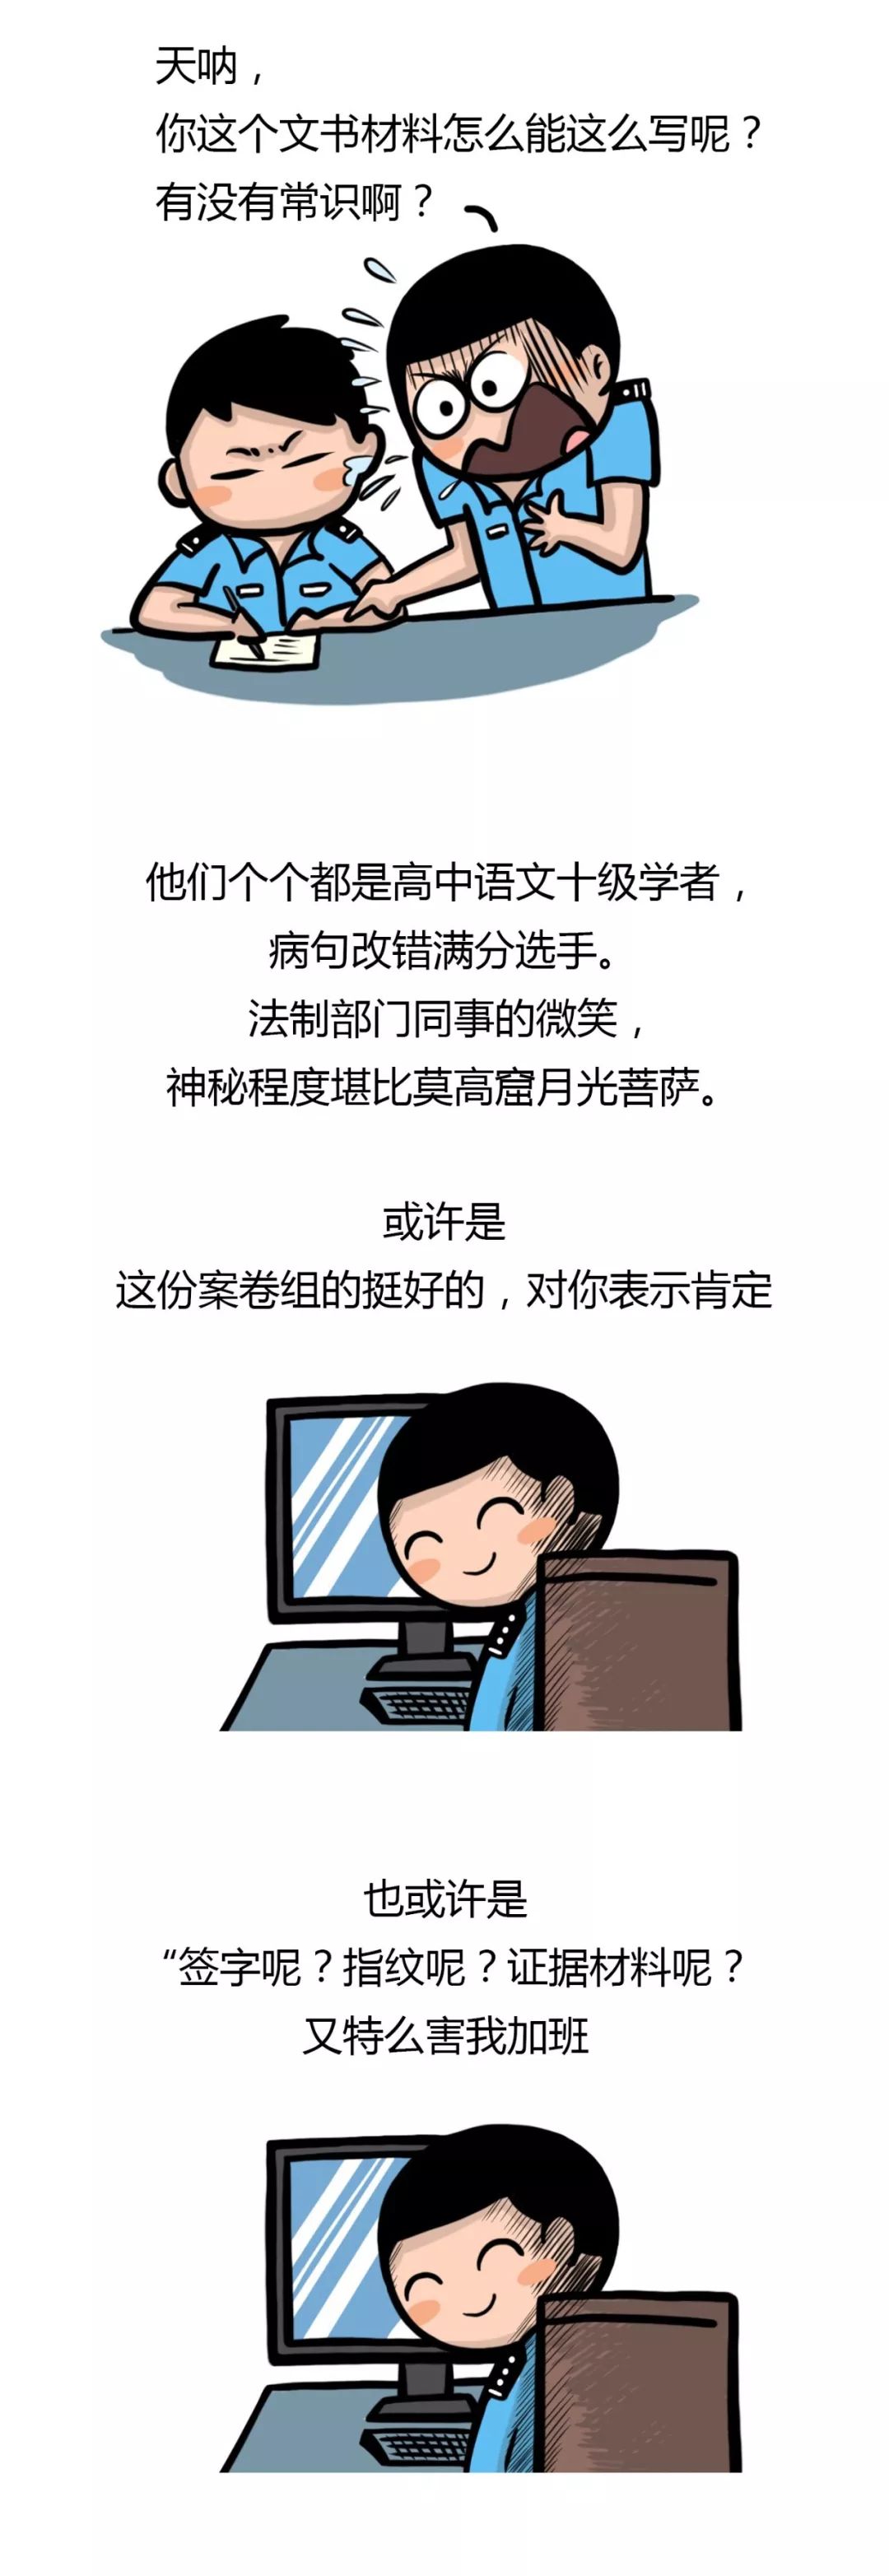 天呐，
你这个文书材料怎么能这么写呢？
有没有常识啊？
他们个个都是高中语文十级学者，
病句改错满分选手。
法制部门同事的微笑，
神秘程度堪比莫高窟月光菩萨。
或许是
这份案卷组的挺好的，对你表示肯定
也或许是
“签字呢？指纹呢？证据材料呢？
又特么害我加班